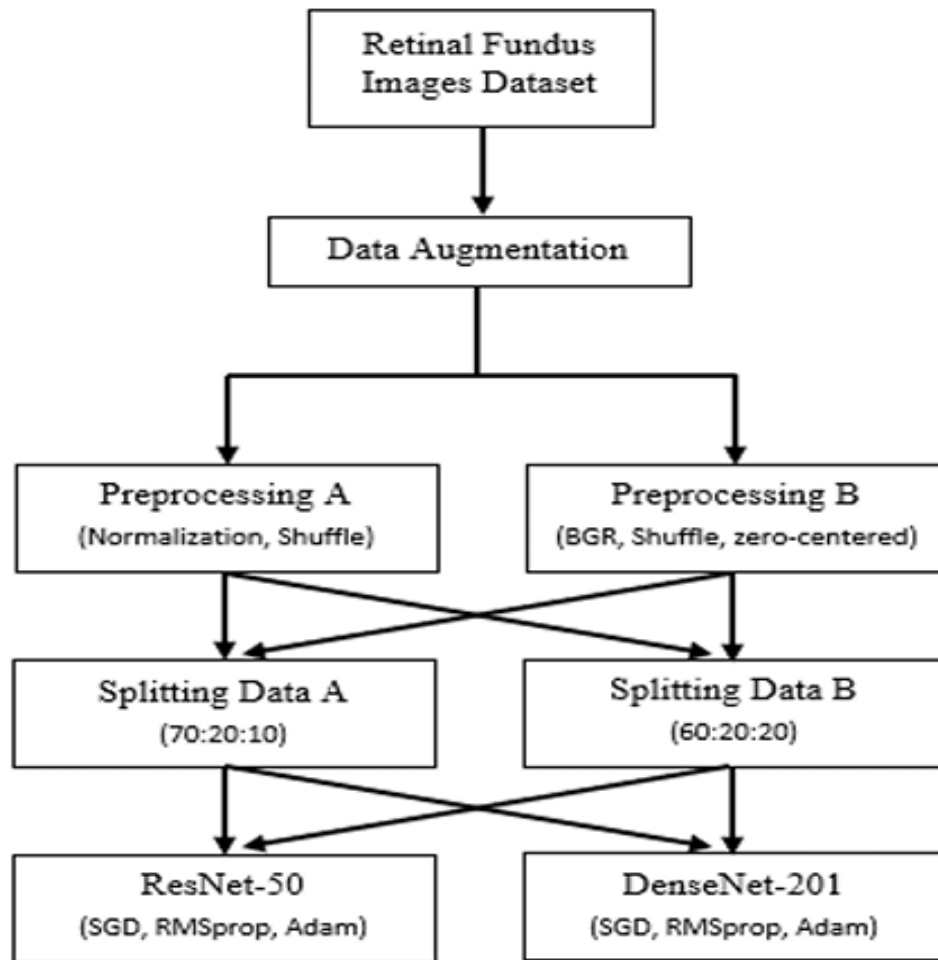 Retinal Fundus
Images Dataset
Data Augmentation
Preprocessing A
(Normalization, Shuffle)
Preprocessing B
(BGR, Shuffle, zero-centered)
Splitting Data A
(70:20:10)
Splitting Data B
(60:20:20)
ResNet-50
(SGD, RMSprop, Adam)
DenseNet-201
(SGD, RMSprop, Adam)